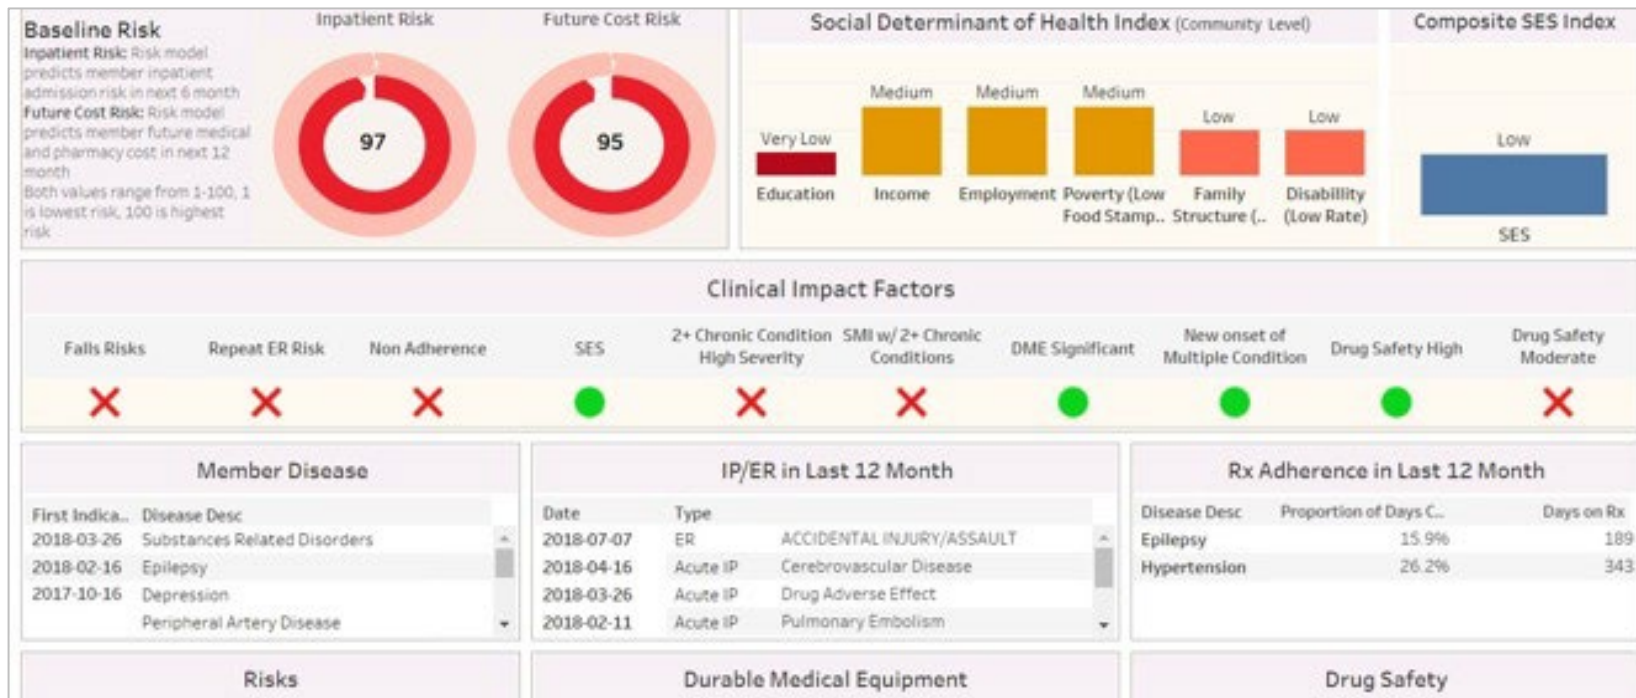 Baseline Risk
Inpatient Risk: Risk model
predicts member inpatient
admission risk in next 6 month
Future Cost Risk: Risk model
predicts member future medical
and pharmacy cost in next 12
month
Both values range from 1-100, 1
is lowest risk, 100 is highest
risk
Inpatient Risk
97
Future Cost Risk
95
Social Determinant of Health Index (Community Level)
Very Low
Medium
Medium
Medium
Low
Low
Education
Income
Employment
Poverty (Low
Food Stamp..
Family
Structure (..
Disabillity
(Low Rate)
Composite SES Index
Low
SES
Clinical Impact Factors
Falls Risks
Repeat ER Risk
Non Adherence
SES
2+ Chronic Condition
High Severity
SMI w/ 2+ Chronic
Conditions
DME Significant
New onset of
Multiple Condition
Drug Safety High
Drug Safety
Moderate
Member Disease
First Indica.. Disease Desc
2018-03-26 Substances Related Disorders
2018-02-16 Epilepsy
2017-10-16 Depression
Peripheral Artery Disease
IP/ER in Last 12 Month
Date Type
2018-07-07 ER ACCIDENTAL INJURY/ASSAULT
2018-04-16 Acute IP Cerebrovascular Disease
2018-03-26 Acute IP Drug Adverse Effect
2018-02-11 Acute IP Pulmonary Embolism
Rx Adherence in Last 12 Month
Disease Desc Proportion of Days C.. Days on Rx
Epilepsy 15.9% 189
Hypertension 26.2% 343
Risks
Durable Medical Equipment
Drug Safety